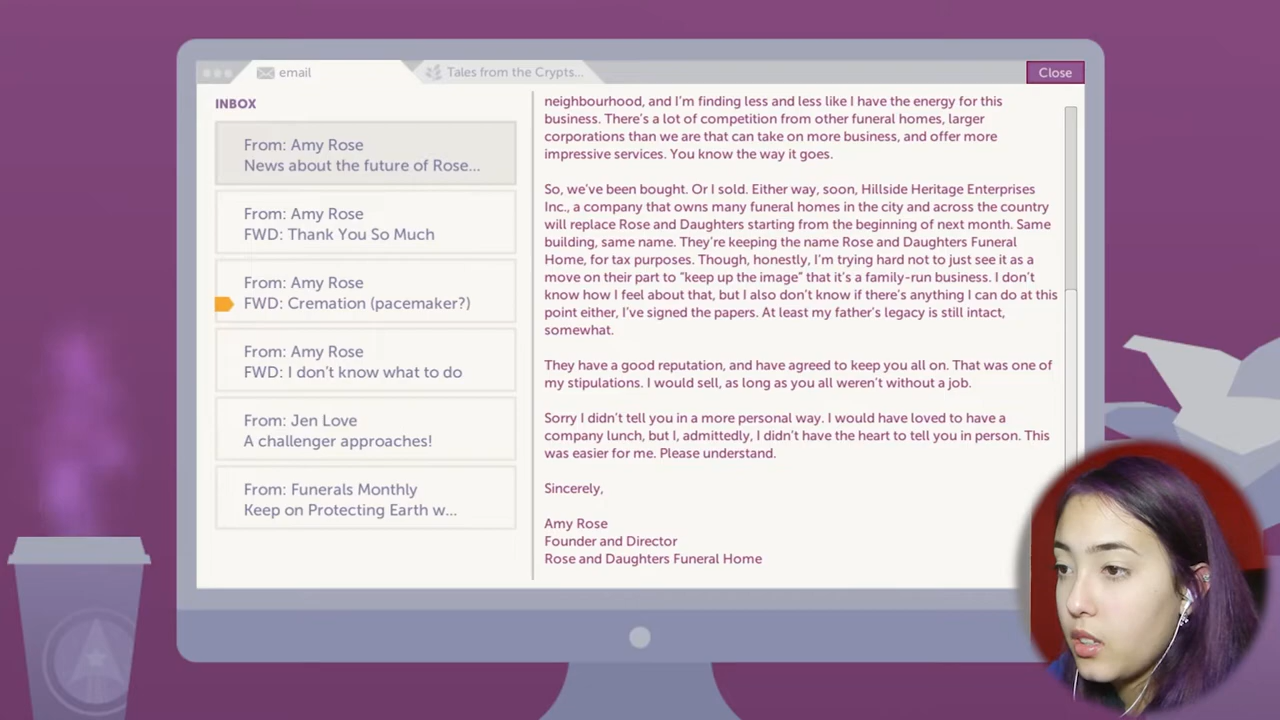 email
Tales from the Crypts...
Close
INBOX
From: Amy Rose
News about the future of Rose...
From: Amy Rose
FWD: Thank You So Much
From: Amy Rose
FWD: Cremation (pacemaker?)
From: Amy Rose
FWD: I don't know what to do
From: Jen Love
A challenger approaches!
From: Funerals Monthly
Keep on Protecting Earth w...
neighbourhood, and I'm finding less and less like I have the energy for this
business. There's a lot of competition from other funeral homes, larger
corporations than we are that can take on more business, and offer more
impressive services. You know the way it goes.
So, we've been bought. Or I sold. Either way, soon, Hillside Heritage Enterprises
Inc., a company that owns many funeral homes in the city and across the country
will replace Rose and Daughters starting from the beginning of next month. Same
building, same name. They're keeping the name Rose and Daughters Funeral
Home, for tax purposes. Though, honestly, I'm trying hard not to just see it as a
move on their part to "keep up the image" that it's a family-run business. I don't
know how I feel about that, but I also don't know if there's anything I can do at this
point either, I've signed the papers. At least my father's legacy is still intact,
somewhat.
They have a good reputation, and have agreed to keep you all on. That was one of
my stipulations. I would sell, as long as you all weren't without a job.
Sorry I didn't tell you in a more personal way. I would have loved to have a
company lunch, but I, admittedly, I didn't have the heart to tell you in person. This
was easier for me. Please understand.
Sincerely,
Amy Rose
Founder and Director
Rose and Daughters Funeral Home